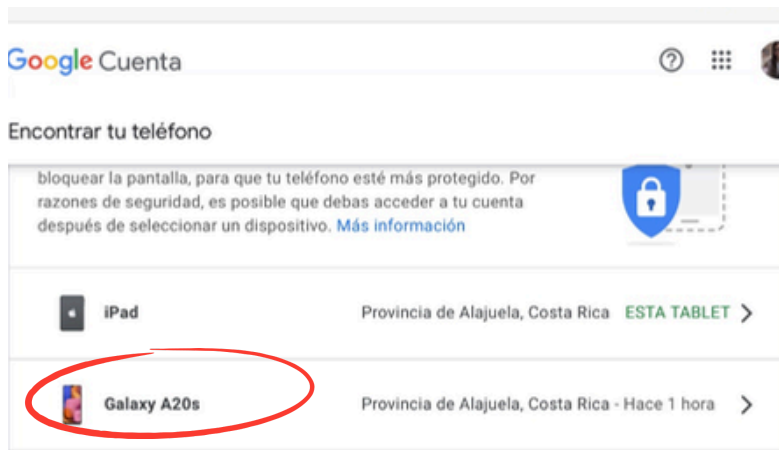 Google Cuenta
Encontrar tu teléfono
bloquear la pantalla, para que tu teléfono esté más protegido. Por
razones de seguridad, es posible que debas acceder a tu cuenta
después de seleccionar un dispositivo. Más información
iPad Provincia de Alajuela, Costa Rica ESTA TABLET
Galaxy A20s Provincia de Alajuela, Costa Rica - Hace 1 hora